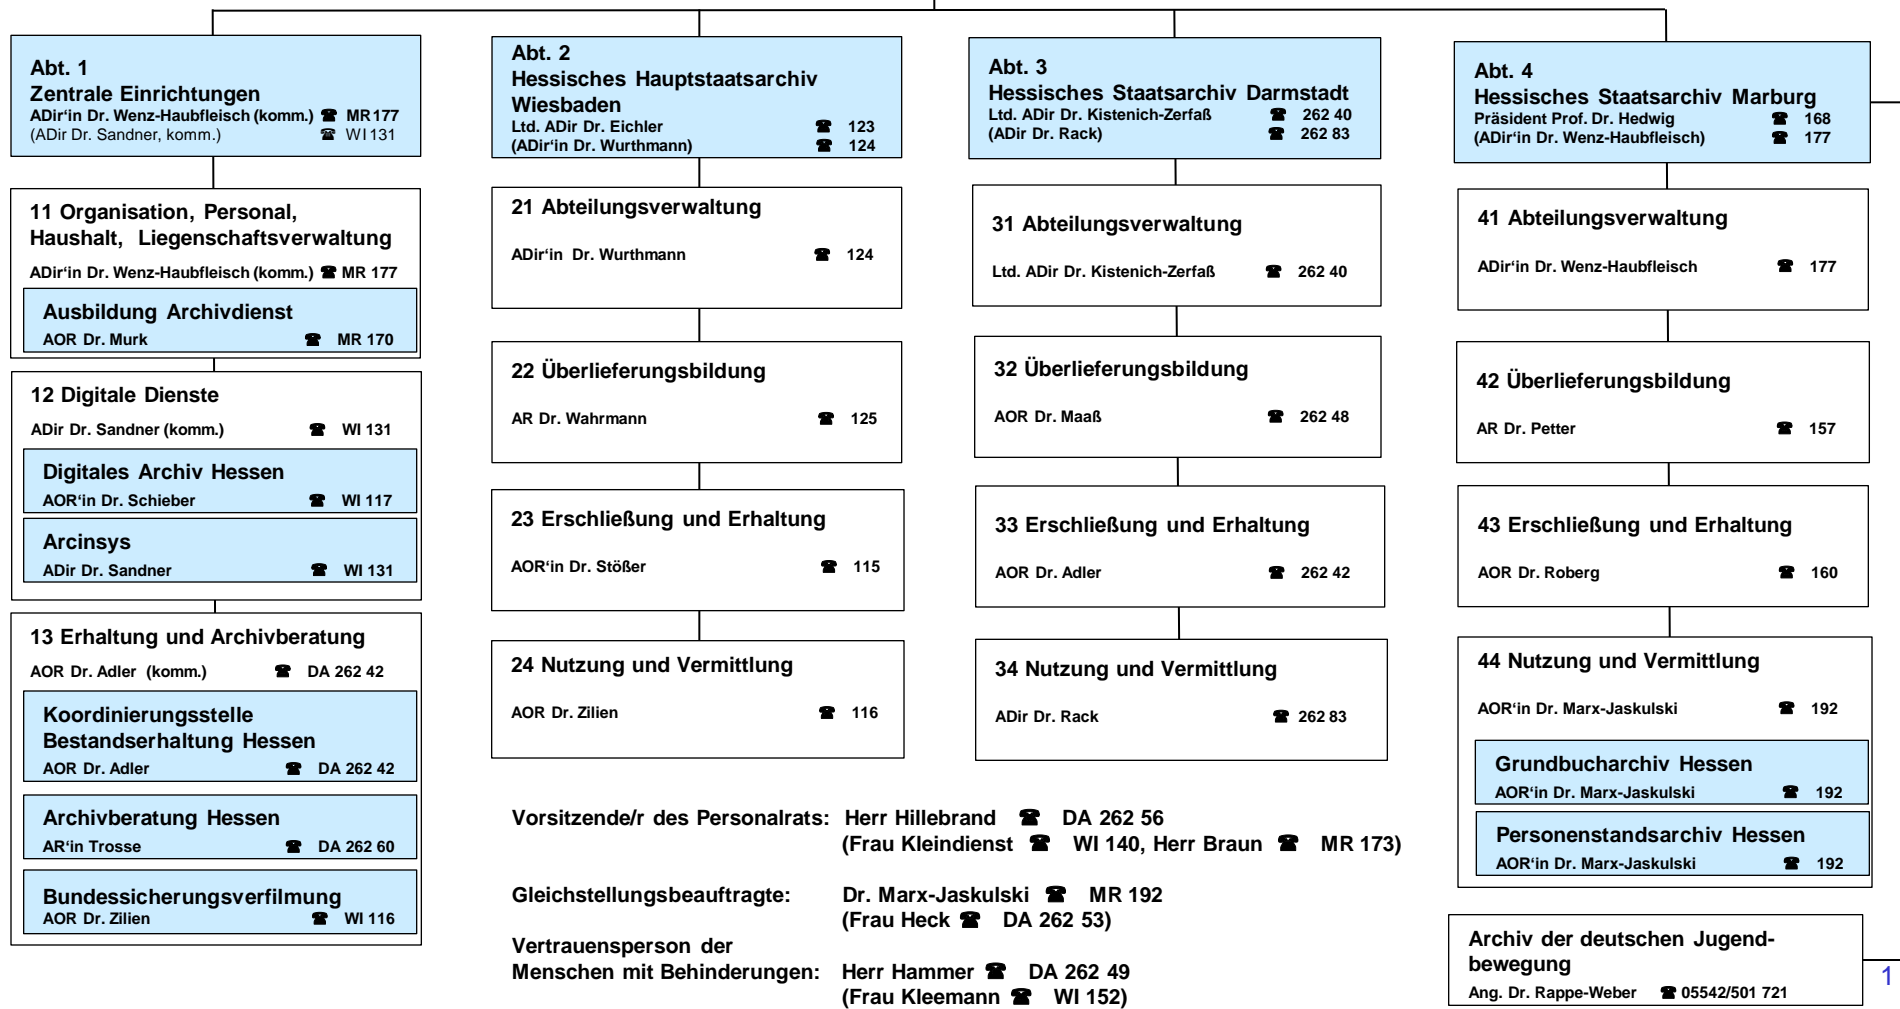 Abt. 1
Zentrale Einrichtungen
ADir'in Dr. Wenz-Haubfleisch (komm.) ☎ MR 177
(ADir Dr. Sandner, komm.) ☎ WI 131
11 Organisation, Personal,
Haushalt, Liegenschaftsverwaltung
ADir'in Dr. Wenz-Haubfleisch (komm.) ☎ MR 177
Ausbildung Archivdienst
AOR Dr. Murk ☎ MR 170
12 Digitale Dienste
ADir Dr. Sandner (komm.) ☎ WI 131
Digitales Archiv Hessen
AOR'in Dr. Schieber ☎ WI 117
Arcinsys
ADir Dr. Sandner ☎ WI 131
13 Erhaltung und Archivberatung
AOR Dr. Adler (komm.) ☎ DA 262 42
Koordinierungsstelle
Bestandserhaltung Hessen
AOR Dr. Adler ☎ DA 262 42
Archivberatung Hessen
AR'in Trosse ☎ DA 262 60
Bundessicherungsverfilmung
AOR Dr. Zilien ☎ WI 116
Abt. 2
Hessisches Hauptstaatsarchiv
Wiesbaden
Ltd. ADir Dr. Eichler ☎ 123
(ADir'in Dr. Wurthmann) ☎ 124
21 Abteilungsverwaltung
ADir'in Dr. Wurthmann ☎ 124
22 Überlieferungsbildung
AR Dr. Wahrmann ☎ 125
23 Erschließung und Erhaltung
AOR'in Dr. Stößer ☎ 115
24 Nutzung und Vermittlung
AOR Dr. Zilien ☎ 116
Abt. 3
Hessisches Staatsarchiv Darmstadt
Ltd. ADir Dr. Kistenich-Zerfaß ☎ 262 40
(ADir Dr. Rack) ☎ 262 83
31 Abteilungsverwaltung
Ltd. ADir Dr. Kistenich-Zerfaß ☎ 262 40
32 Überlieferungsbildung
AOR Dr. Maaß ☎ 262 48
33 Erschließung und Erhaltung
AOR Dr. Adler ☎ 262 42
34 Nutzung und Vermittlung
ADir Dr. Rack ☎ 262 83
Abt. 4
Hessisches Staatsarchiv Marburg
Präsident Prof. Dr. Hedwig ☎ 168
(ADir'in Dr. Wenz-Haubfleisch) ☎ 177
41 Abteilungsverwaltung
ADir'in Dr. Wenz-Haubfleisch ☎ 177
42 Überlieferungsbildung
AR Dr. Petter ☎ 157
43 Erschließung und Erhaltung
AOR Dr. Roberg ☎ 160
44 Nutzung und Vermittlung
AOR'in Dr. Marx-Jaskulski ☎ 192
Grundbucharchiv Hessen
AOR'in Dr. Marx-Jaskulski ☎ 192
Personenstandsarchiv Hessen
AOR'in Dr. Marx-Jaskulski ☎ 192
Archiv der deutschen Jugend-
bewegung
Ang. Dr. Rappe-Weber ☎ 05542/501 721
Vorsitzende/r des Personalrats: Herr Hillebrand ☎ DA 262 56
(Frau Kleindienst ☎ WI 140, Herr Braun ☎ MR 173)
Gleichstellungsbeauftragte: Dr. Marx-Jaskulski ☎ MR 192
(Frau Heck ☎ DA 262 53)
Vertrauensperson der
Menschen mit Behinderungen: Herr Hammer ☎ DA 262 49
(Frau Kleemann ☎ WI 152)
1